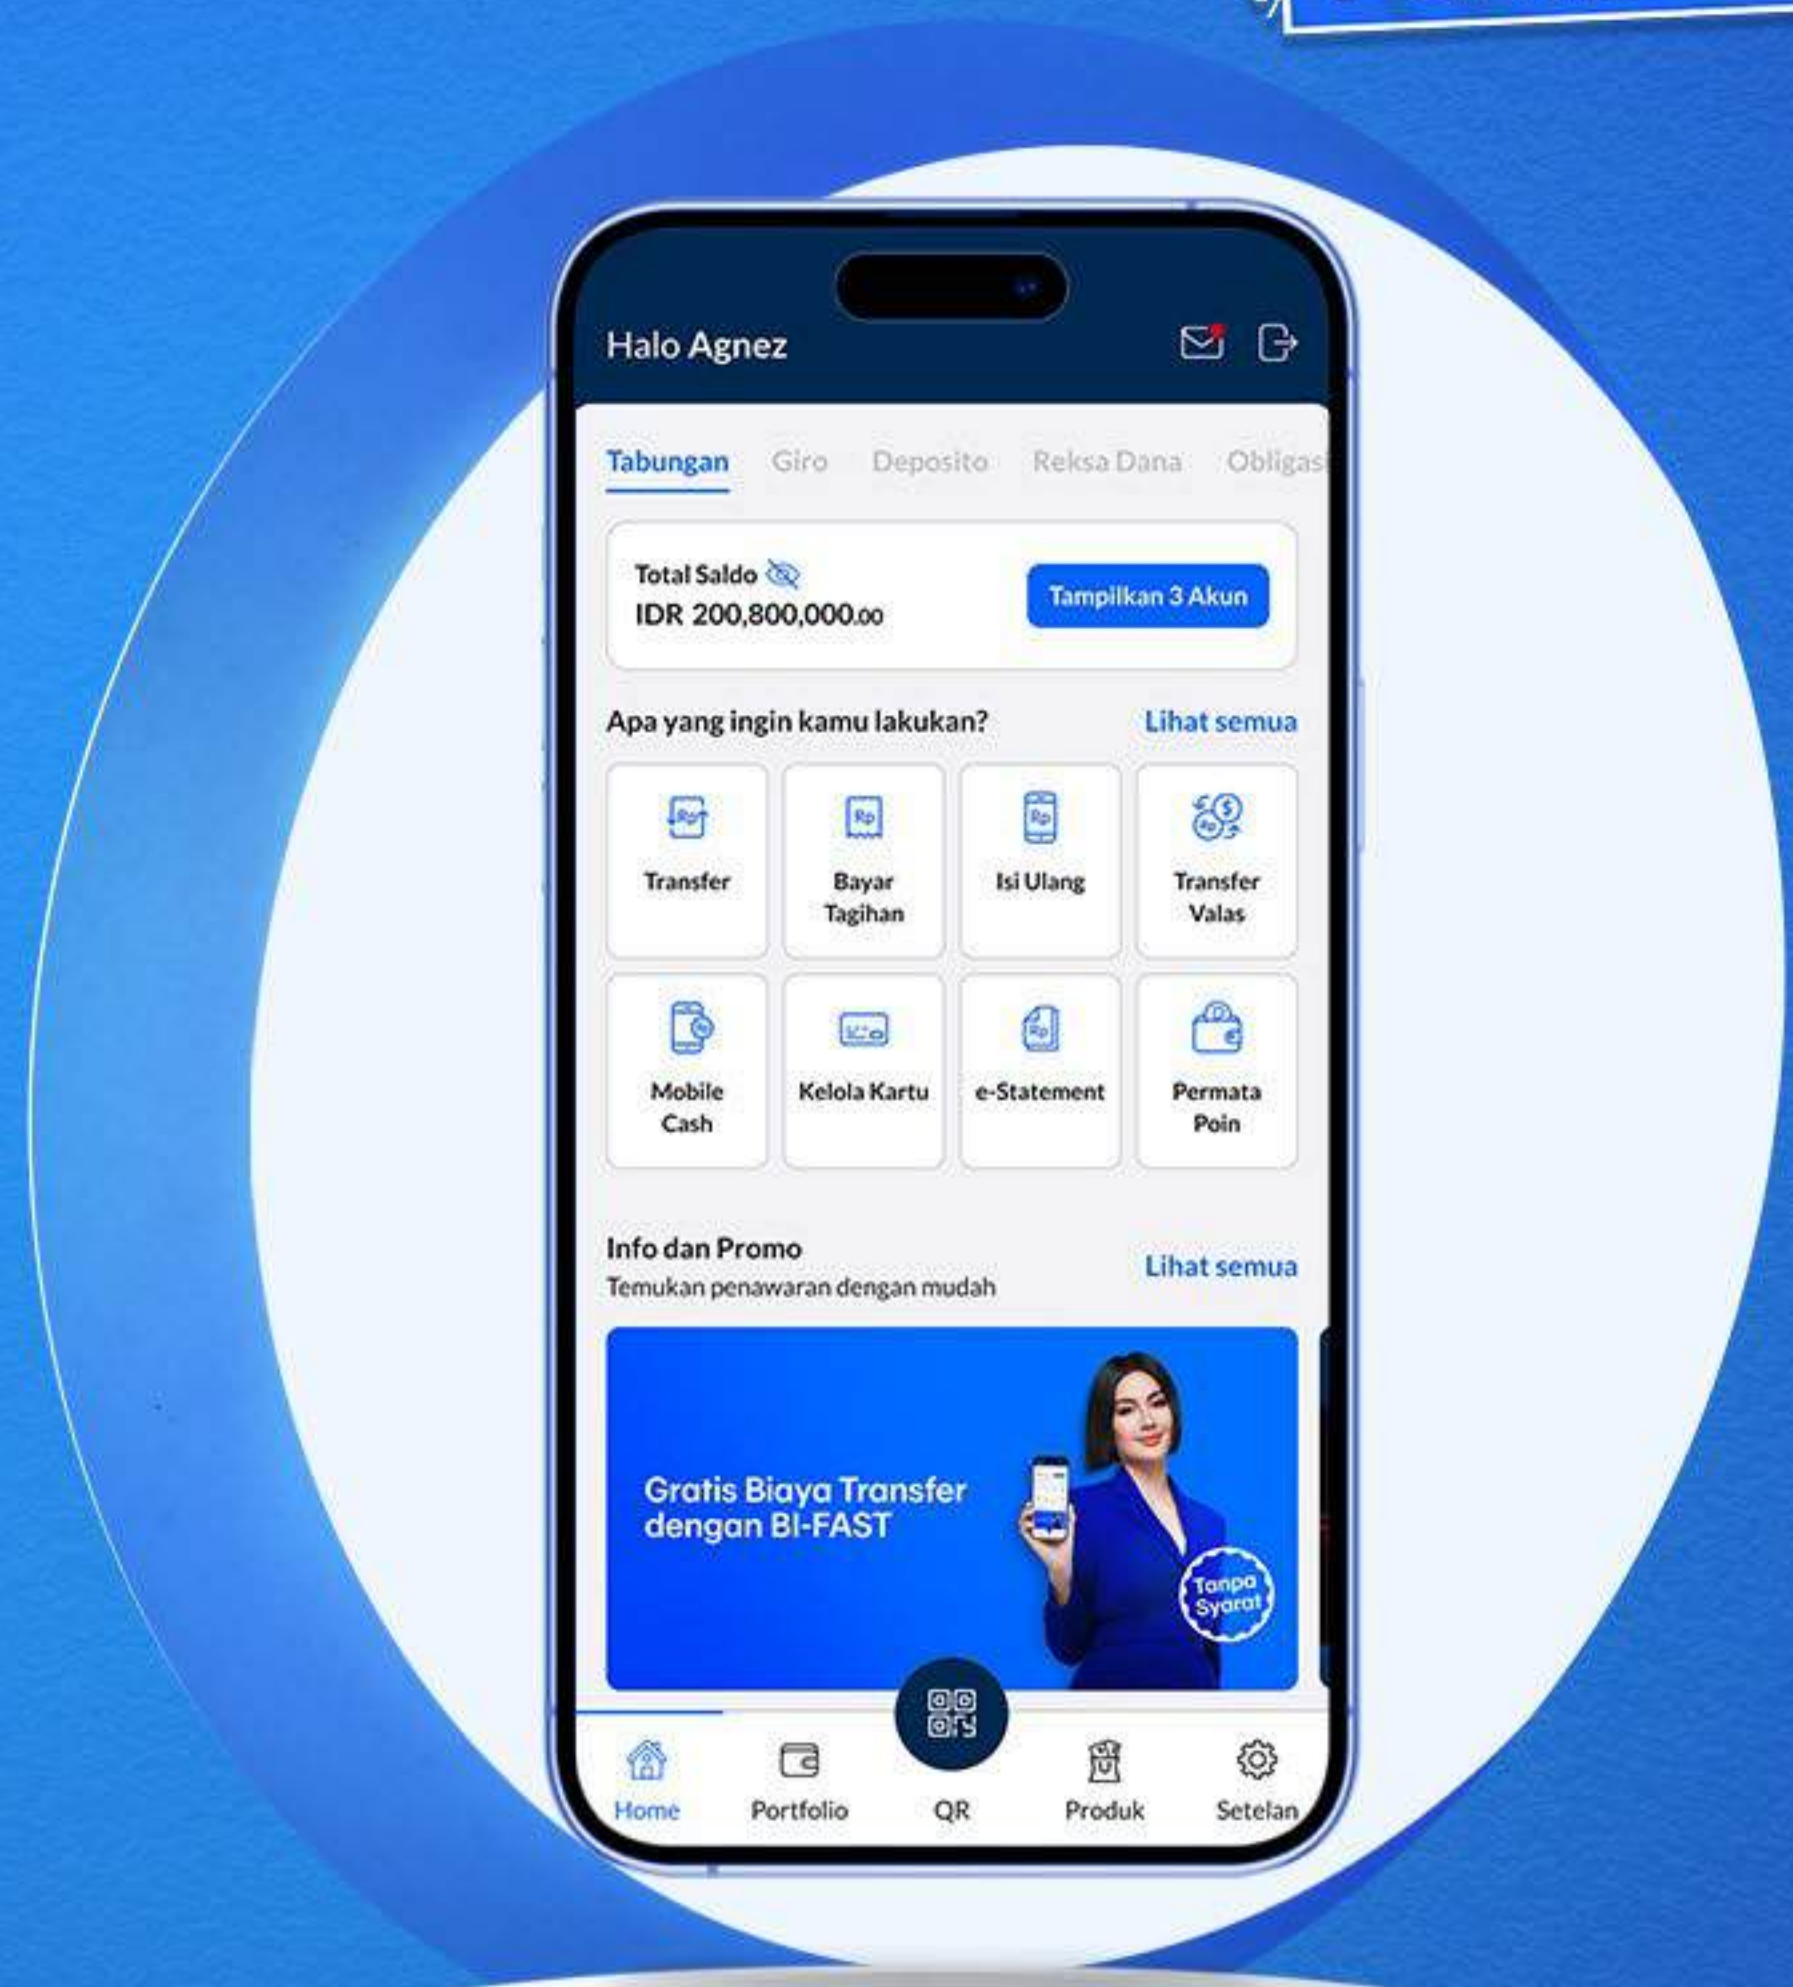 Halo Agnez
Tabungan Giro Deposito Reksa Dana Obligasi
Total Saldo
IDR 200,800,000.00
Tampilkan 3 Akun
Apa yang ingin kamu lakukan? Lihat semua
Transfer
Bayar
Tagihan
Isi Ulang
Transfer
Valas
Mobile
Cash
Kelola Kartu
e-Statement
Permata
Poin
Info dan Promo
Temukan penawaran dengan mudah
Lihat semua
Gratis Biaya Transfer
dengan BI-FAST
Tanpa
Syarat
Home Portfolio QR Produk Setelan